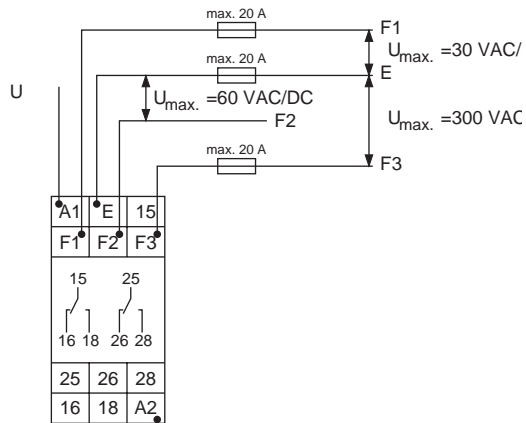 max. 20 A
F1
Umax. =30 VAC/
max. 20 A
E
U
Umax. =60 VAC/DC
F2
Umax. =300 VAC
max. 20 A
F3
A1 E 15
F1 F2 F3
15 25
16 18 26 28
25 26 28
16 18 A2